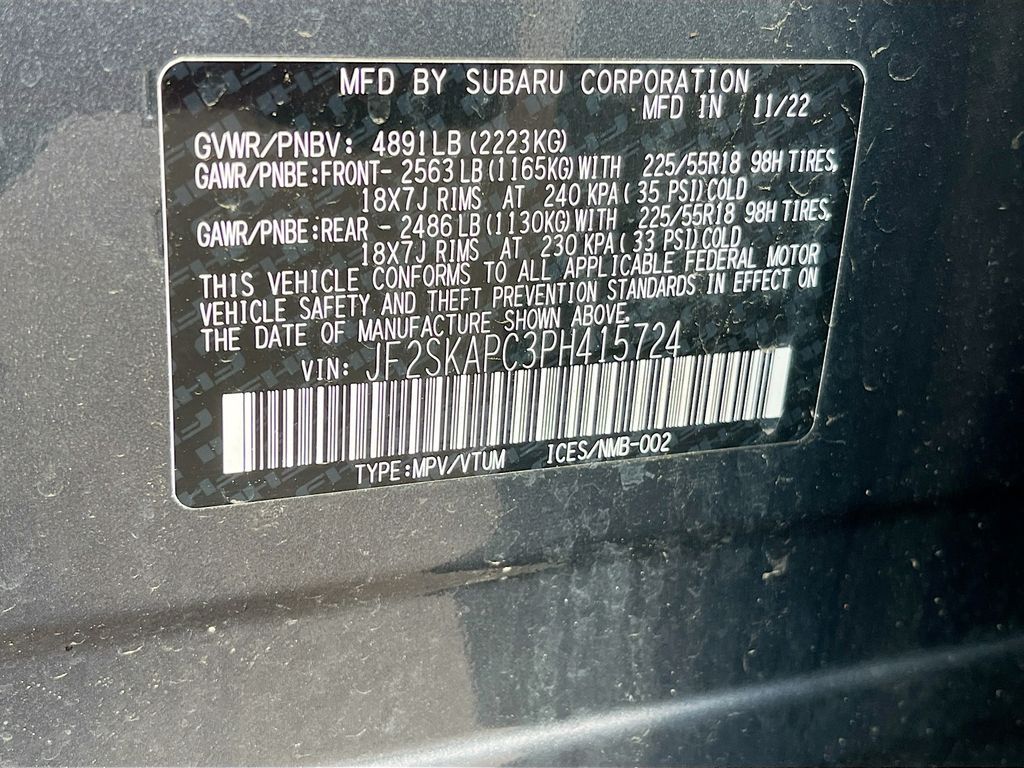 MFD BY SUBARU CORPORATION
MFD IN 11/22
GVWR/PNBV: 4891LB (2223KG)
GAWR/PNBE:FRONT- 2563 LB (1165KG) WITH 225/55R18 98H TIRES,
18X7J RIMS AT 240 KPA ( 35 PSI) COLD
GAWR/PNBE:REAR - 2486 LB (1130KG) WITH 225/55R18 98H TIRES,
18X7J RIMS AT 230 KPA ( 33 PSI) COLD
THIS VEHICLE CONFORMS TO ALL APPLICABLE FEDERAL MOTOR
VEHICLE SAFETY AND THEFT PREVENTION STANDARDS IN EFFECT ON
THE DATE OF MANUFACTURE SHOWN ABOVE.
VIN: JF2SKAPC3PH415724
TYPE:MPV/VTUM ICES/NMB-002